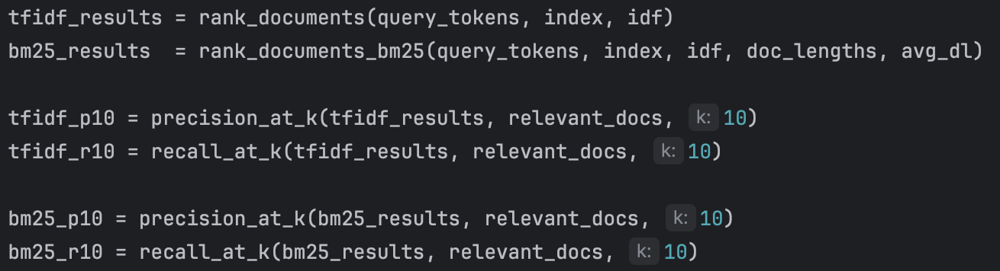 tfidf_results = rank_documents(query_tokens, index, idf)
bm25_results  = rank_documents_bm25(query_tokens, index, idf, doc_lengths, avg_dl)
tfidf_p10 = precision_at_k(tfidf_results, relevant_docs, k: 10)
tfidf_r10 = recall_at_k(tfidf_results, relevant_docs, k: 10)
bm25_p10 = precision_at_k(bm25_results, relevant_docs, k: 10)
bm25_r10 = recall_at_k(bm25_results, relevant_docs, k: 10)